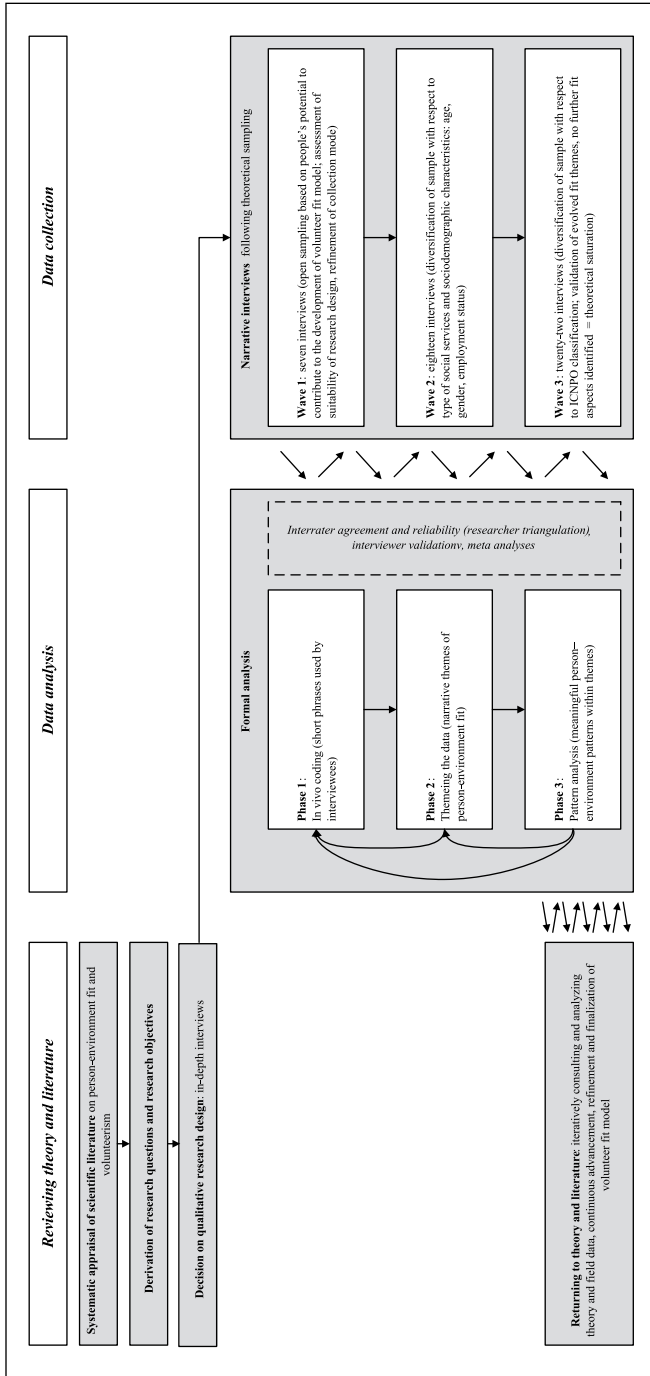 Reviewing theory and literature
Data analysis
Data collection
Systematic appraisal of scientific literature on person-environment fit and
volunteerism
Derivation of research questions and research objectives
Decision on qualitative research design: in-depth interviews
Narrative interviews following theoretical sampling
Wave 1: seven interviews (open sampling based on people's potential to
contribute to the development of volunteer fit model; assessment of
suitability of research design, refinement of collection mode)
Wave 2: eighteen interviews (diversification of sample with respect to
type of social services and sociodemographic characteristics: age,
gender, employment status)
Wave 3: twenty-two interviews (diversification of sample with respect
to ICNPO classification; validation of evolved fit themes, no further fit
aspects identified = theoretical saturation)
Formal analysis
Interrater agreement and reliability (researcher triangulation),
interviewer validationv, meta analyses
Phase 1:
In vivo coding (short phrases used by
interviewees)
Phase 2:
Themeing the data (narrative themes of
person-environment fit)
Phase 3:
Pattern analysis (meaningful person–
environment patterns within themes)
Returning to theory and literature: iteratively consulting and analyzing
theory and field data, continuous advancement, refinement and finalization of
volunteer fit model